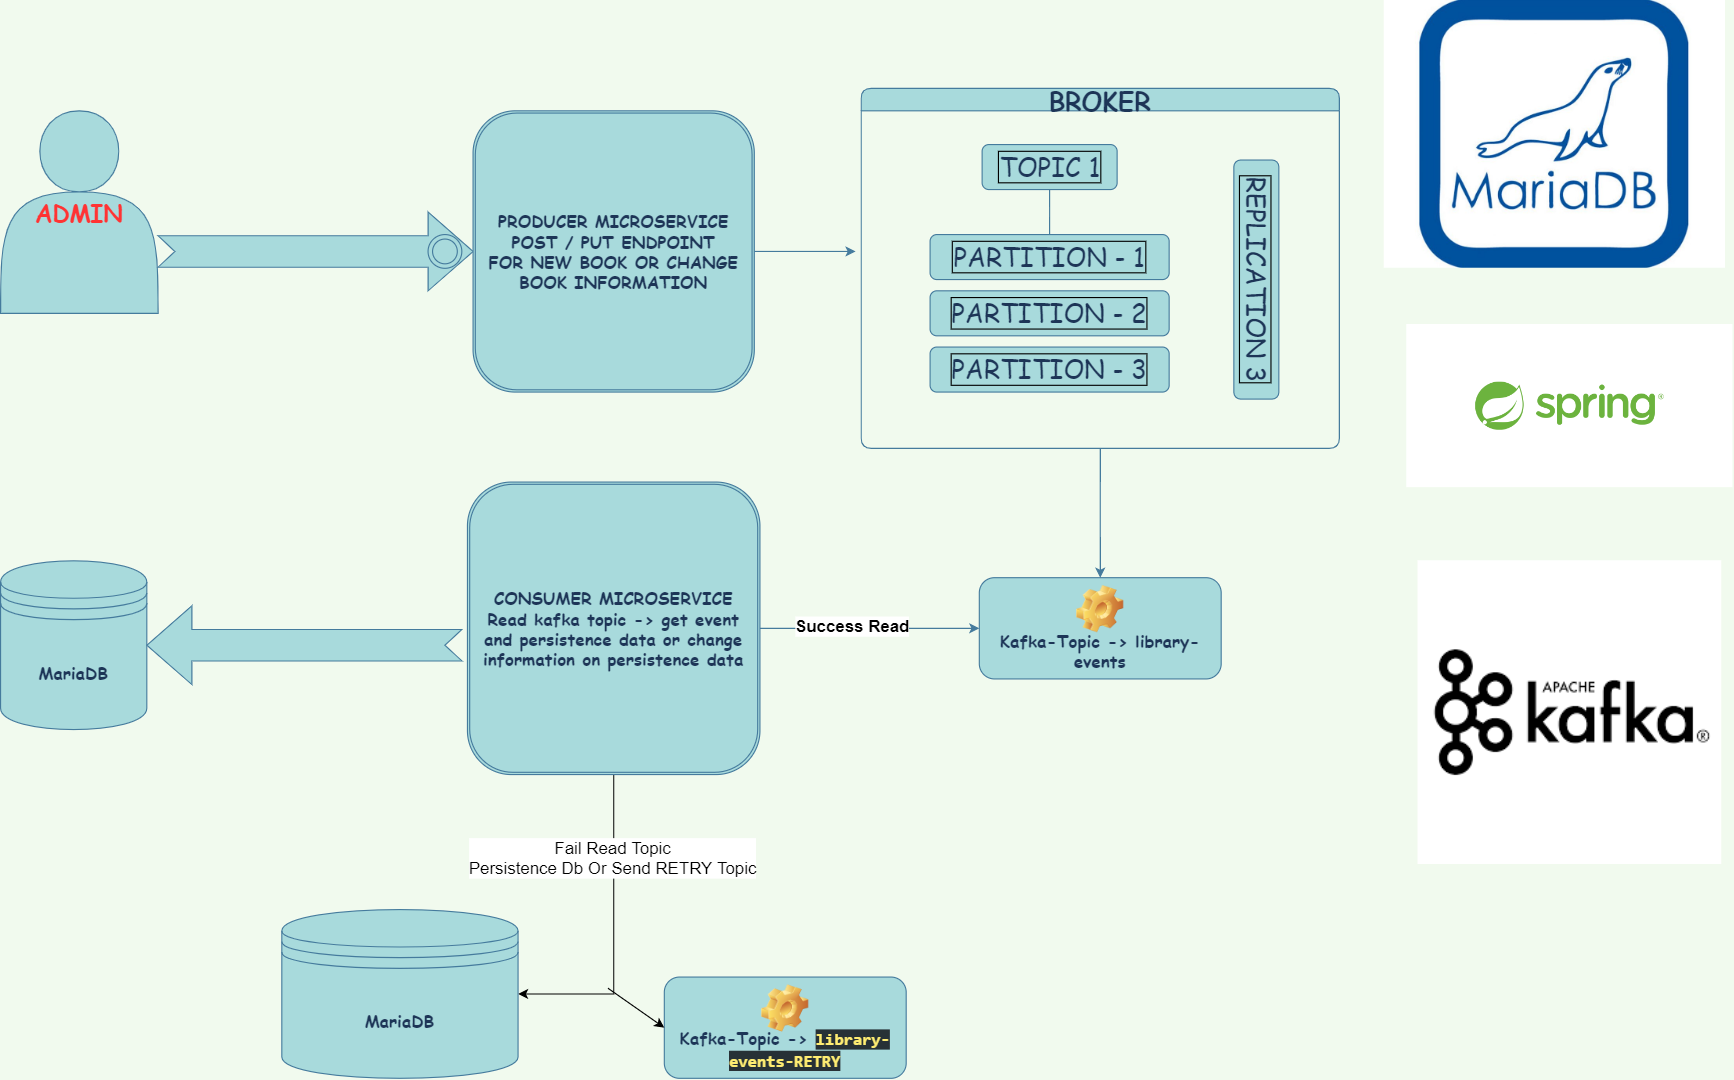 ADMIN
PRODUCER MICROSERVICE
POST / PUT ENDPOINT
FOR NEW BOOK OR CHANGE
BOOK INFORMATION
BROKER
TOPIC 1
PARTITION - 1
PARTITION - 2
PARTITION - 3
REPLICATION 3
MariaDB
spring®
APACHE
kafka®
MariaDB
CONSUMER MICROSERVICE
Read kafka topic -> get event
and persistence data or change
information on persistence data
Success Read
Kafka-Topic -> library-
events
Fail Read Topic
Persistence Db Or Send RETRY Topic
MariaDB
Kafka-Topic -> library-
events-RETRY